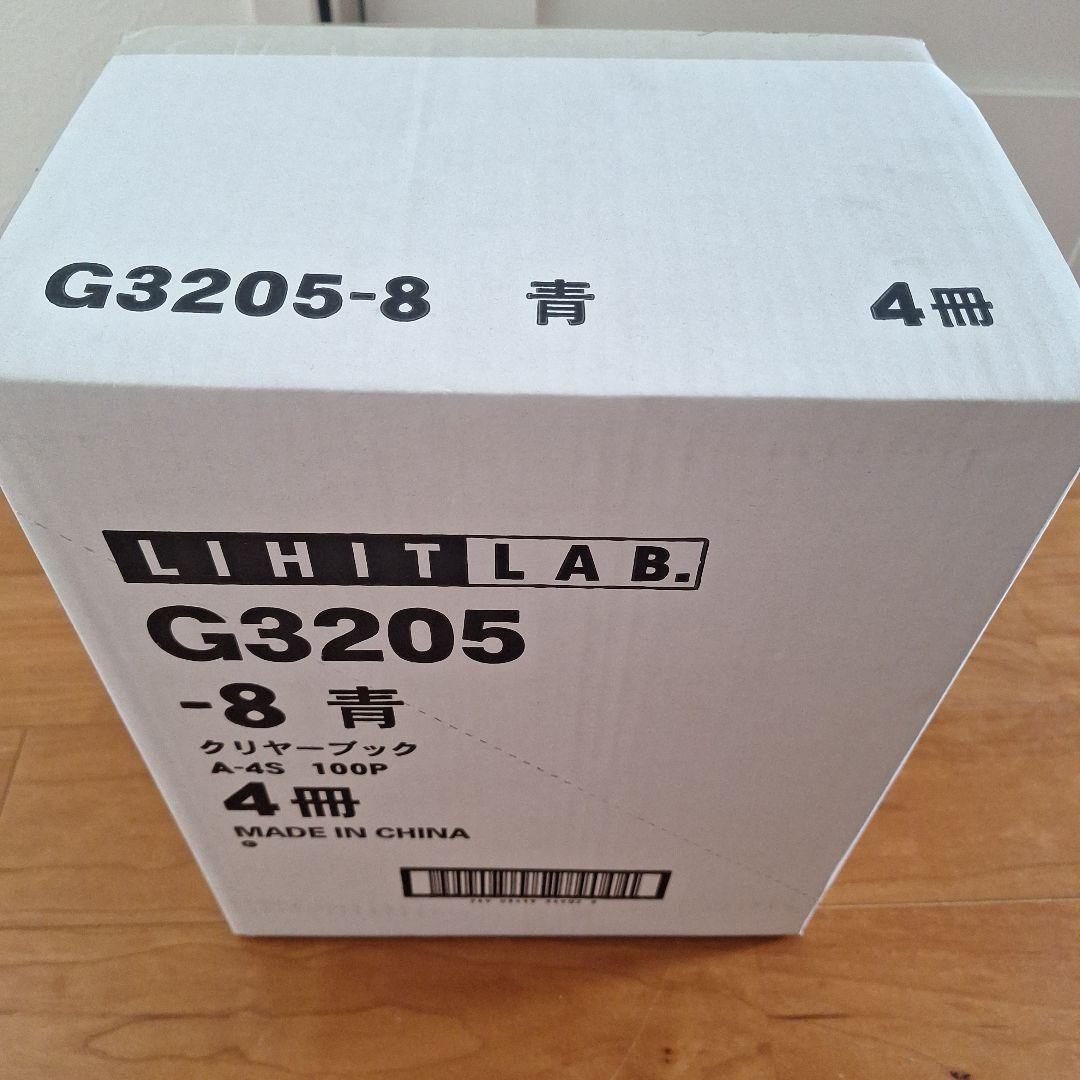 G3205-8 青 4冊
LIHIT LAB.
G3205
-8 青
クリヤーブック
A-4S 100P
4冊
MADE IN CHINA
G